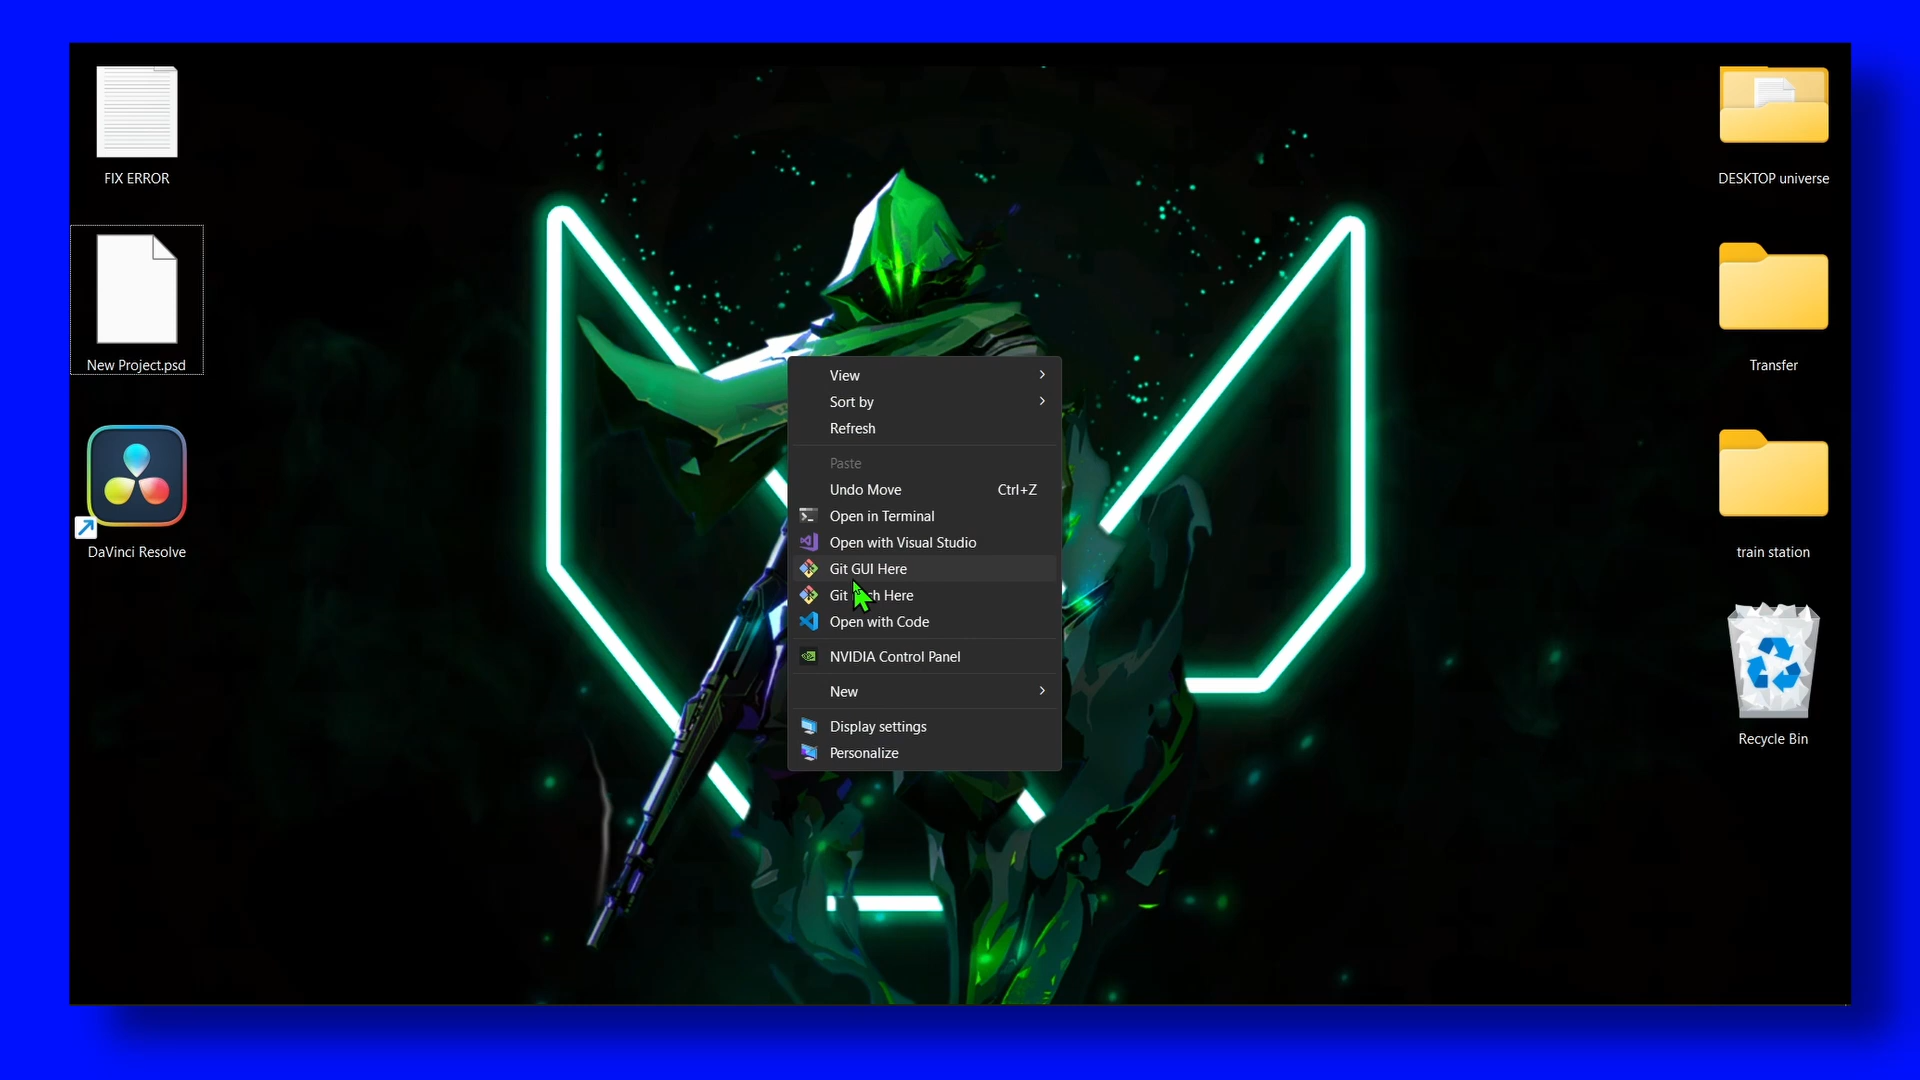 FIX ERROR
New Project.psd
DaVinci Resolve
View
Sort by
Refresh
Paste
Undo Move Ctrl+Z
Open in Terminal
Open with Visual Studio
Git GUI Here
Git Here
Open with Code
NVIDIA Control Panel
New
Display settings
Personalize
DESKTOP universe
Transfer
train station
Recycle Bin